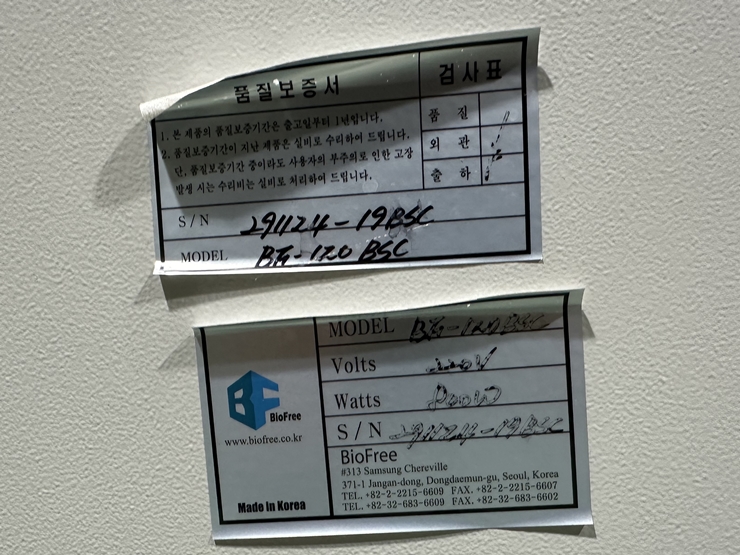 품질보증서
검사표
1. 본 제품의 품질보증기간은 출고일부터 1년입니다.
2. 품질보증기간이 지난 제품은 실비로 수리하여 드립니다.
단, 품질보증기간 중이라도 사용자의 부주의로 인한 고장
발생 시는 수리비는 실비로 처리하여 드립니다.
품 질
외 관
출 하
S/N 291124-19BSC
MODEL BF-120 BSC
BF BioFree
www.biofree.co.kr
Made in Korea
MODEL BF-120 BSC
Volts 220V
Watts
S/N 291124-19BSC
BioFree
#313 Samsung Chereville
371-1 Jangan-dong, Dongdaemun-gu, Seoul, Korea
TEL. +82-2-2215-6609 FAX. +82-2-2215-6607
TEL. +82-32-683-6609 FAX. +82-32-683-6602